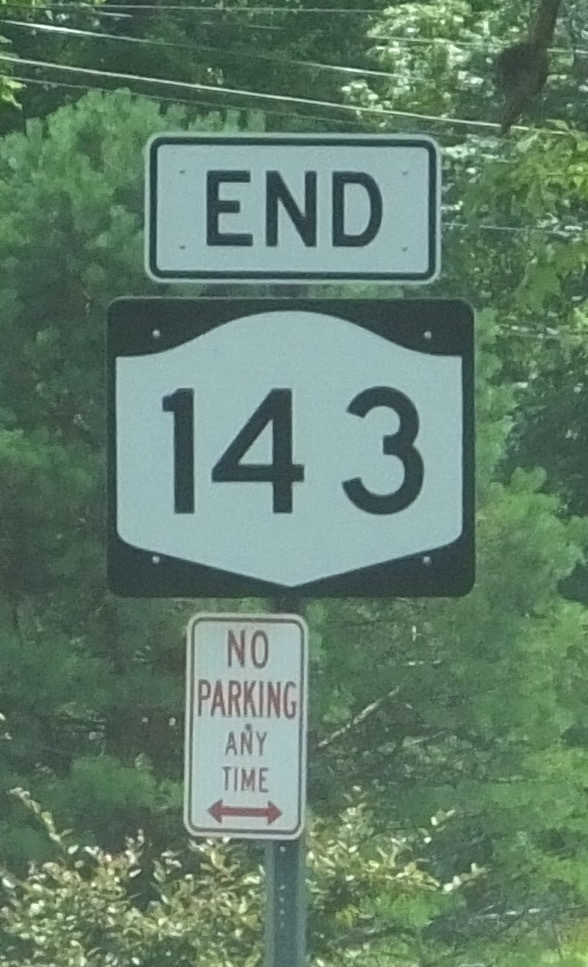 END
143
NO
PARKING
ANY
TIME